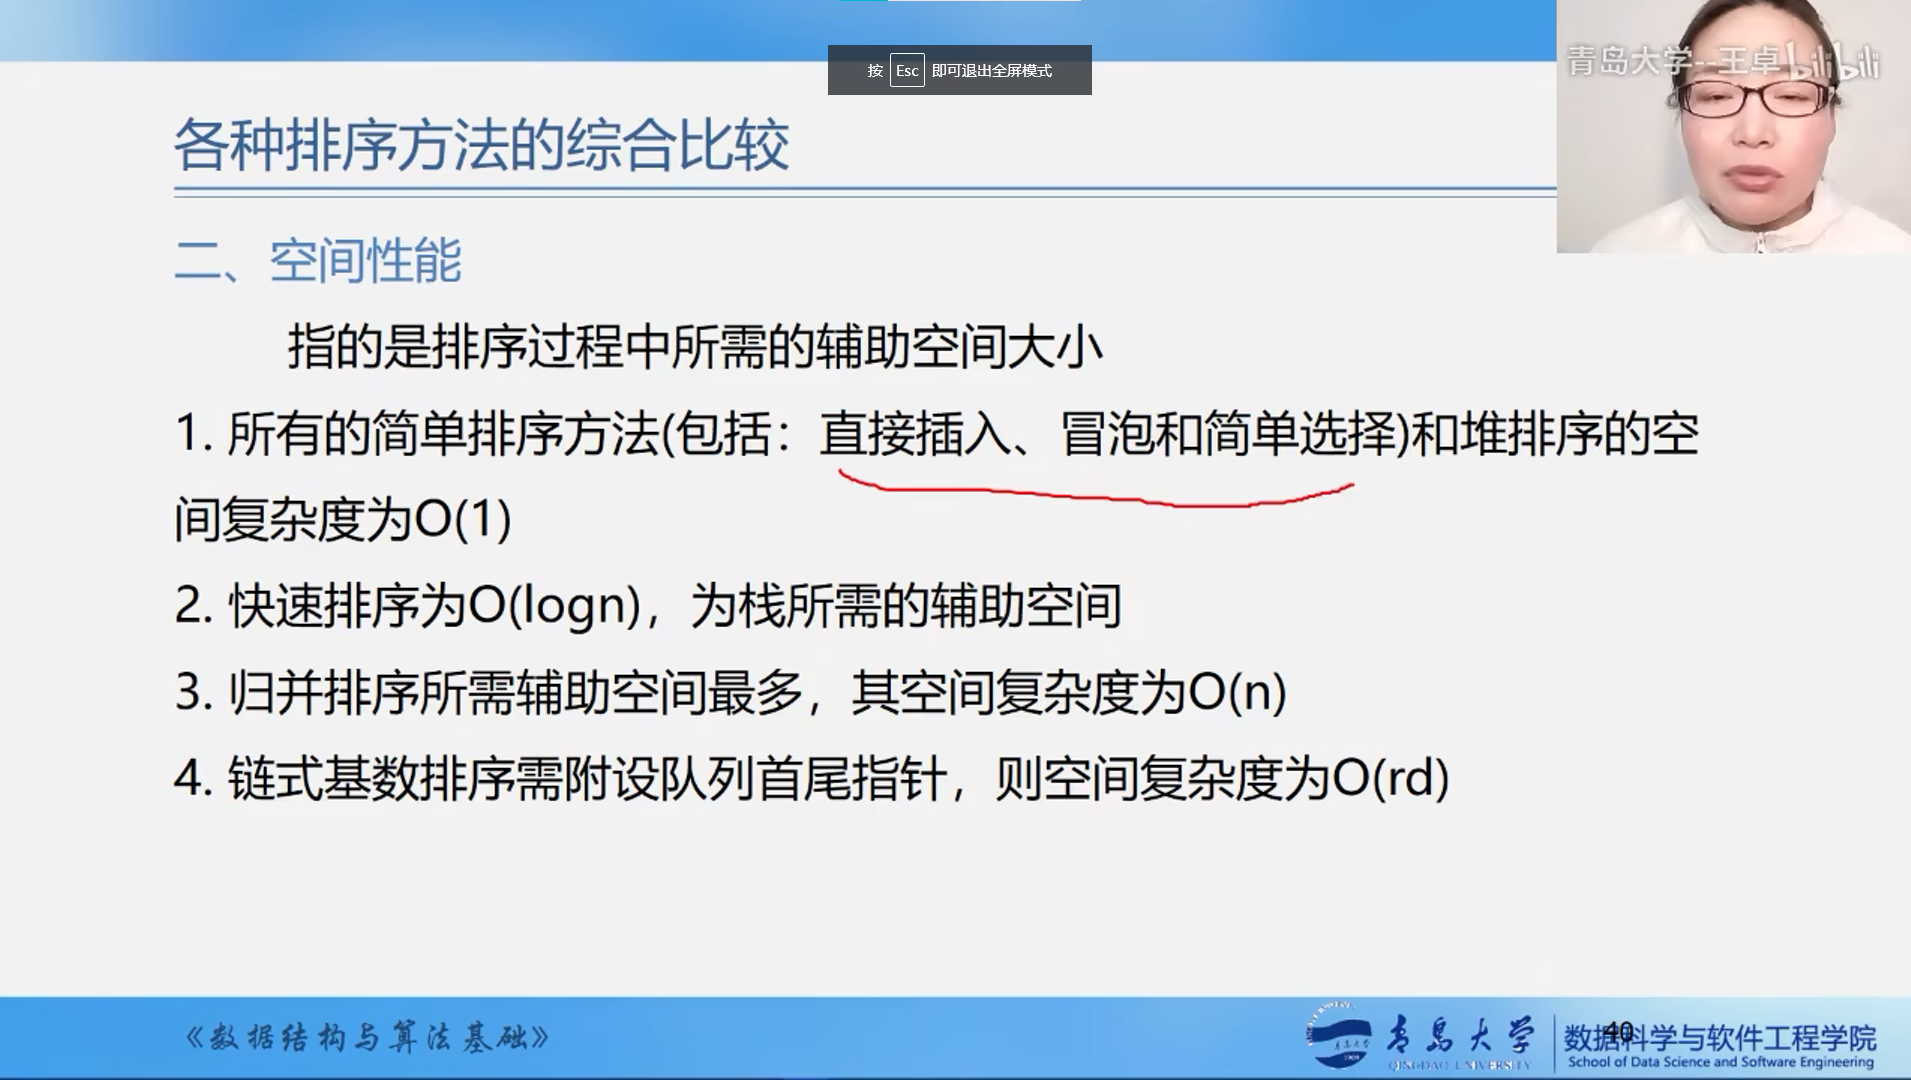 按 Esc 即可退出全屏模式
青岛大学--王卓 bilibili
各种排序方法的综合比较
二、空间性能
指的是排序过程中所需的辅助空间大小
1. 所有的简单排序方法(包括：直接插入、冒泡和简单选择)和堆排序的空
间复杂度为O(1)
2. 快速排序为O(logn)，为栈所需的辅助空间
3. 归并排序所需辅助空间最多，其空间复杂度为O(n)
4. 链式基数排序需附设队列首尾指针，则空间复杂度为O(rd)
《数据结构与算法基础》
青岛大学
QINGDAO UNIVERSITY
数据科学与软件工程学院
40
School of Data Science and Software Engineering